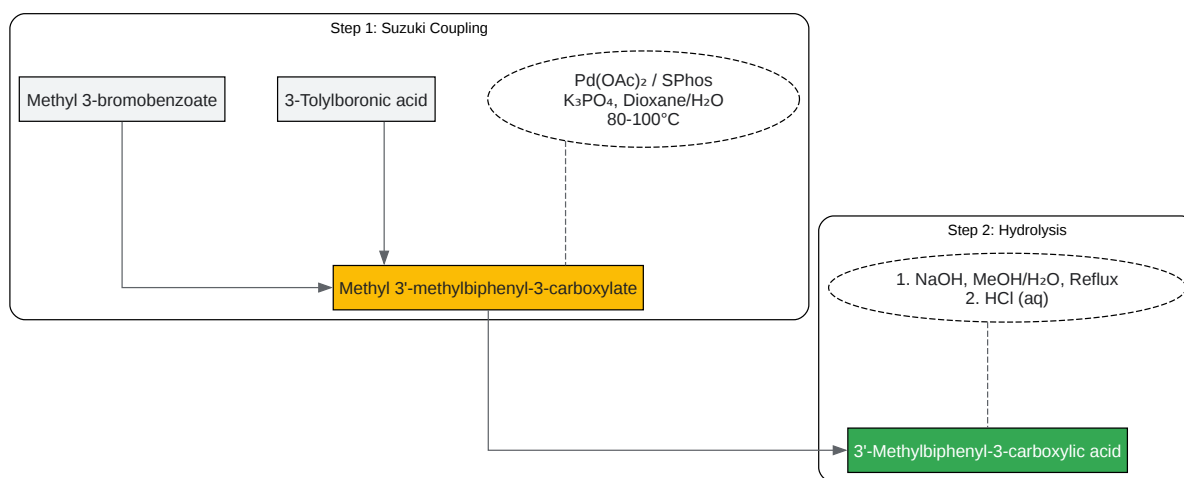 Step 1: Suzuki Coupling
Methyl 3-bromobenzoate
3-Tolylboronic acid
Pd(OAc)₂ / SPhos
K₃PO₄, Dioxane/H₂O
80-100°C
Methyl 3'-methylbiphenyl-3-carboxylate
Step 2: Hydrolysis
1. NaOH, MeOH/H₂O, Reflux
2. HCl (aq)
3'-Methylbiphenyl-3-carboxylic acid